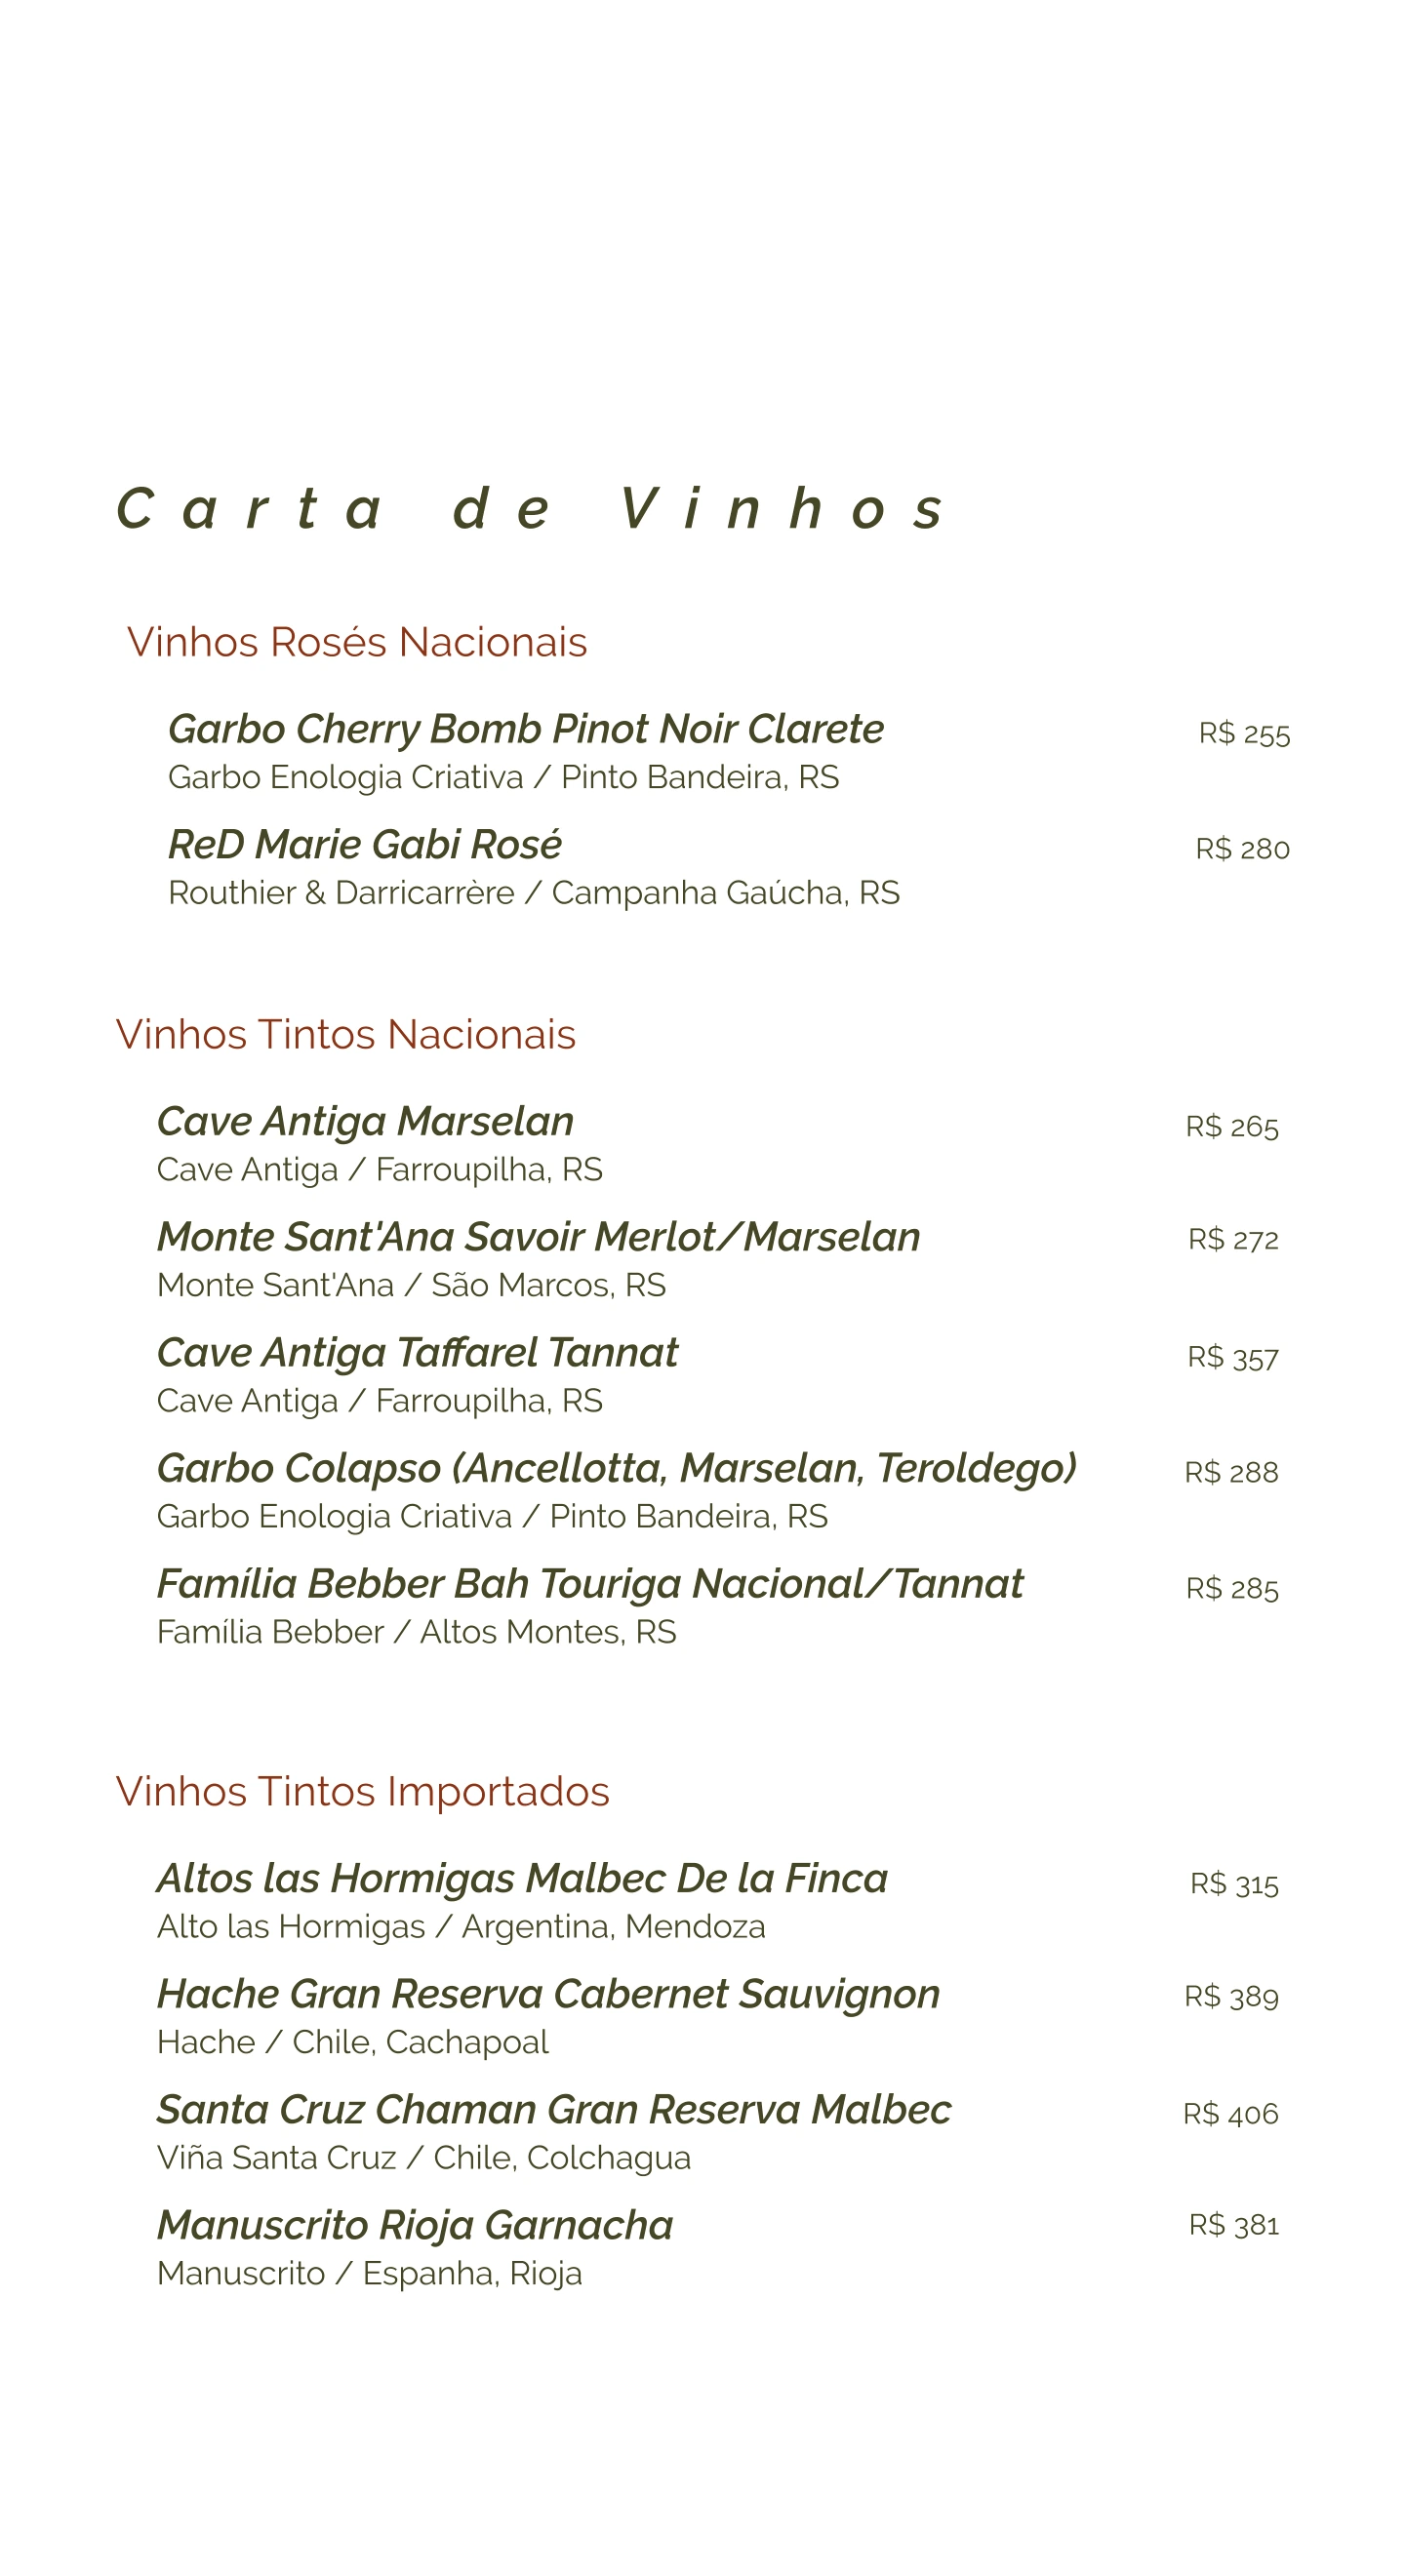 Carta de Vinhos
Vinhos Rosés Nacionais
Garbo Cherry Bomb Pinot Noir Clarete R$ 255
Garbo Enologia Criativa / Pinto Bandeira, RS
ReD Marie Gabi Rosé R$ 280
Routhier & Darricarrère / Campanha Gaúcha, RS
Vinhos Tintos Nacionais
Cave Antiga Marselan R$ 265
Cave Antiga / Farroupilha, RS
Monte Sant'Ana Savoir Merlot/Marselan R$ 272
Monte Sant'Ana / São Marcos, RS
Cave Antiga Taffarel Tannat R$ 357
Cave Antiga / Farroupilha, RS
Garbo Colapso (Ancellotta, Marselan, Teroldego) R$ 288
Garbo Enologia Criativa / Pinto Bandeira, RS
Família Bebber Bah Touriga Nacional/Tannat R$ 285
Família Bebber / Altos Montes, RS
Vinhos Tintos Importados
Altos las Hormigas Malbec De la Finca R$ 315
Alto las Hormigas / Argentina, Mendoza
Hache Gran Reserva Cabernet Sauvignon R$ 389
Hache / Chile, Cachapoal
Santa Cruz Chaman Gran Reserva Malbec R$ 406
Viña Santa Cruz / Chile, Colchagua
Manuscrito Rioja Garnacha R$ 381
Manuscrito / Espanha, Rioja